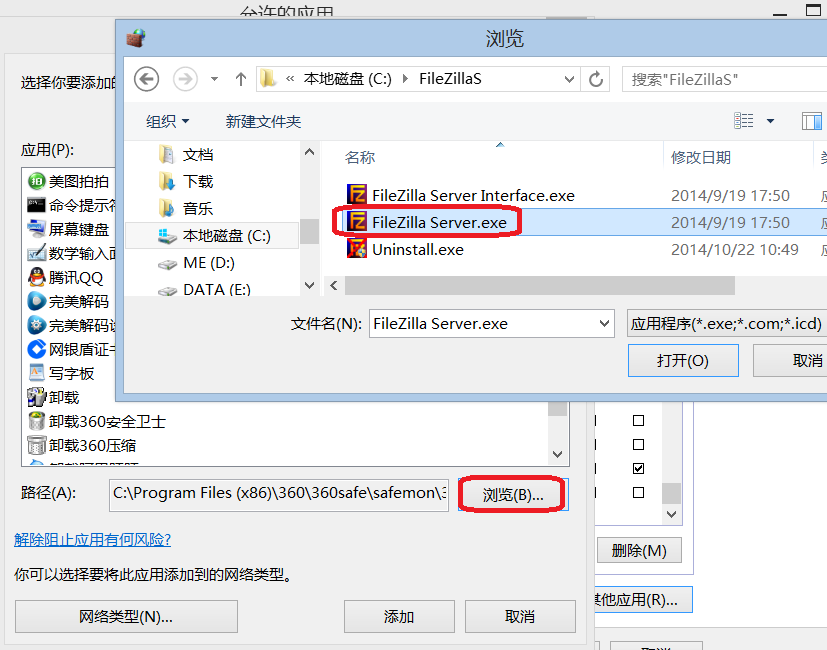 允许的应用
浏览
选择你要添加的
« 本地磁盘 (C:) FileZillaS
搜索"FileZillaS"
组织 新建文件夹
应用(P):
美图拍拍
命令提示符
屏幕键盘
数学输入面
腾讯QQ
完美解码
完美解码设
网银盾证书
写字板
卸载
卸载360安全卫士
卸载360压缩
文档
下载
音乐
本地磁盘 (C:)
ME (D:)
DATA (E:)
名称 修改日期
FileZilla Server Interface.exe 2014/9/19 17:50
FileZilla Server.exe 2014/9/19 17:50
Uninstall.exe 2014/10/22 10:49
文件名(N): FileZilla Server.exe 应用程序(*.exe;*.com;*.icd)
打开(O) 取消
路径(A): C:\Program Files (x86)\360\360safe\safemon\3 浏览(B)...
解除阻止应用有何风险?
删除(M)
你可以选择要将此应用添加到的网络类型。
其他应用(R)...
网络类型(N)... 添加 取消
取消